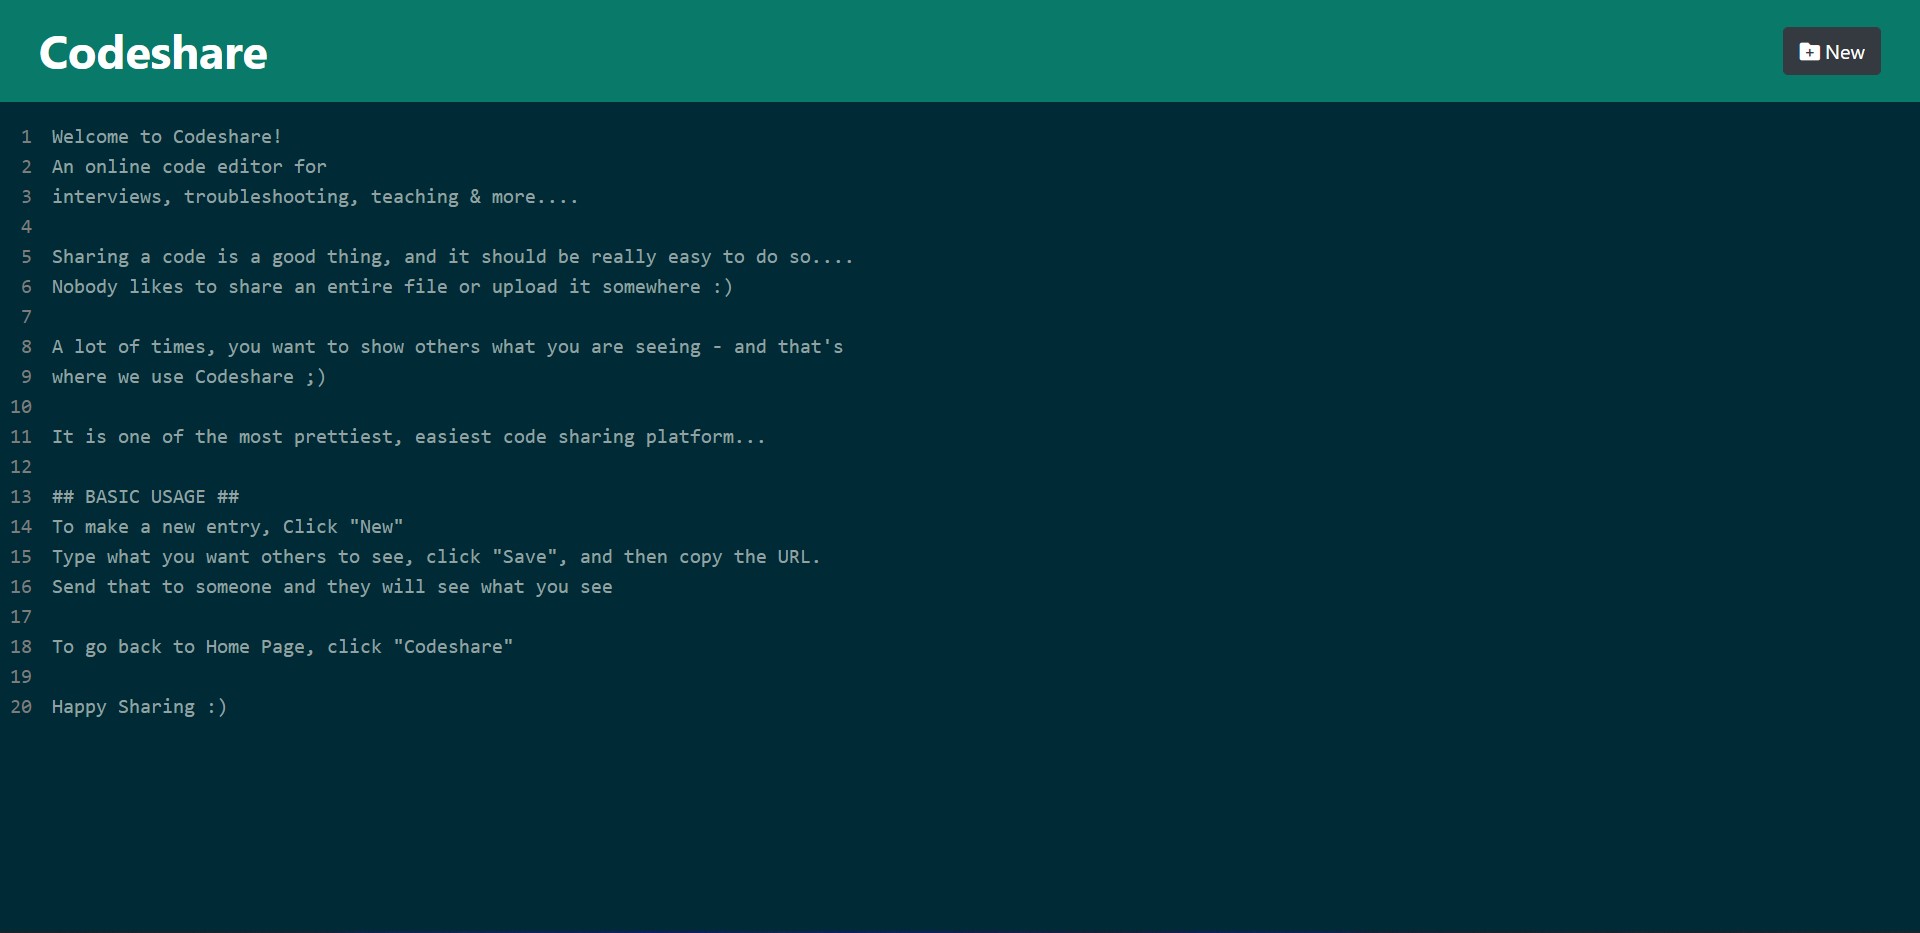 Codeshare
New
1 Welcome to Codeshare!
2 An online code editor for
3 interviews, troubleshooting, teaching & more....
4
5 Sharing a code is a good thing, and it should be really easy to do so....
6 Nobody likes to share an entire file or upload it somewhere :)
7
8 A lot of times, you want to show others what you are seeing - and that's
9 where we use Codeshare ;)
10
11 It is one of the most prettiest, easiest code sharing platform...
12
13 ## BASIC USAGE ##
14 To make a new entry, Click "New"
15 Type what you want others to see, click "Save", and then copy the URL.
16 Send that to someone and they will see what you see
17
18 To go back to Home Page, click "Codeshare"
19
20 Happy Sharing :)